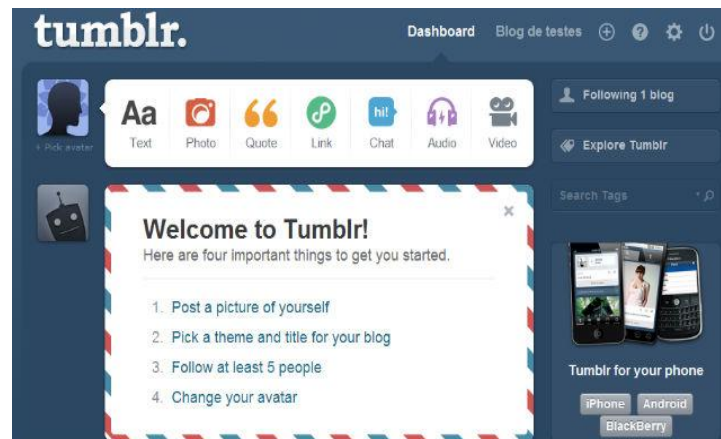 tumblr.
Dashboard Blog de testes
Aa
Text
Photo
Quote
Link
hi!
Chat
Audio
Video
+ Pick avatar
Following 1 blog
Explore Tumblr
Search Tags
Welcome to Tumblr!
Here are four important things to get you started.
1. Post a picture of yourself
2. Pick a theme and title for your blog
3. Follow at least 5 people
4. Change your avatar
Tumblr for your phone
iPhone Android
BlackBerry